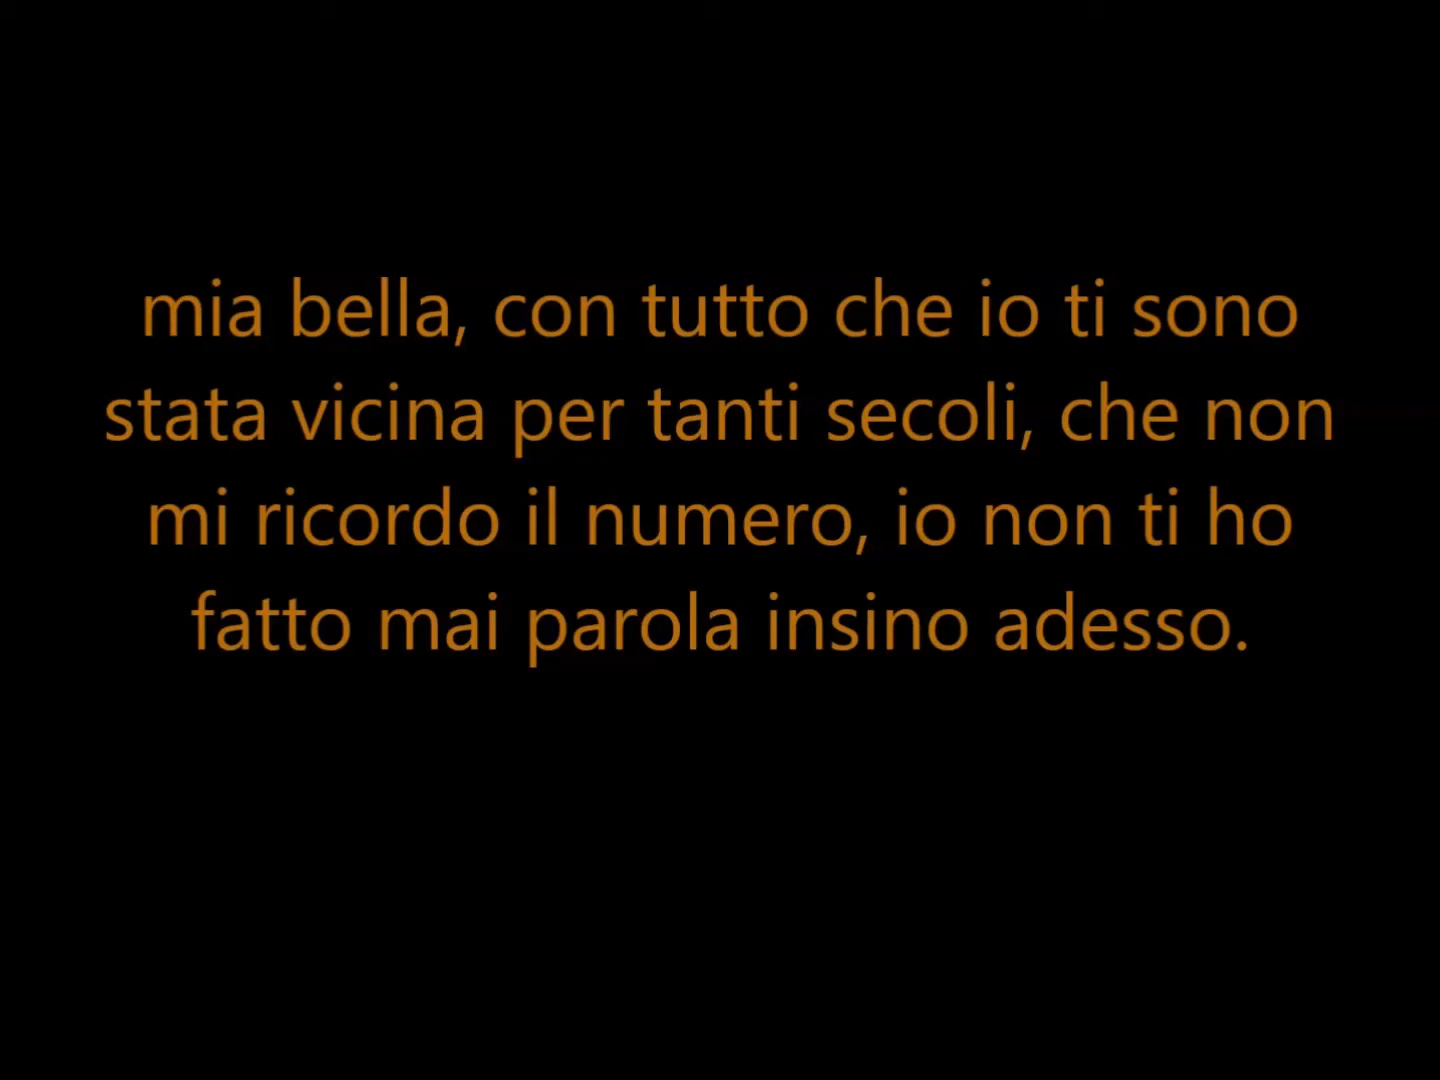 mia bella, con tutto che io ti sono
stata vicina per tanti secoli, che non
mi ricordo il numero, io non ti ho
fatto mai parola insino adesso.